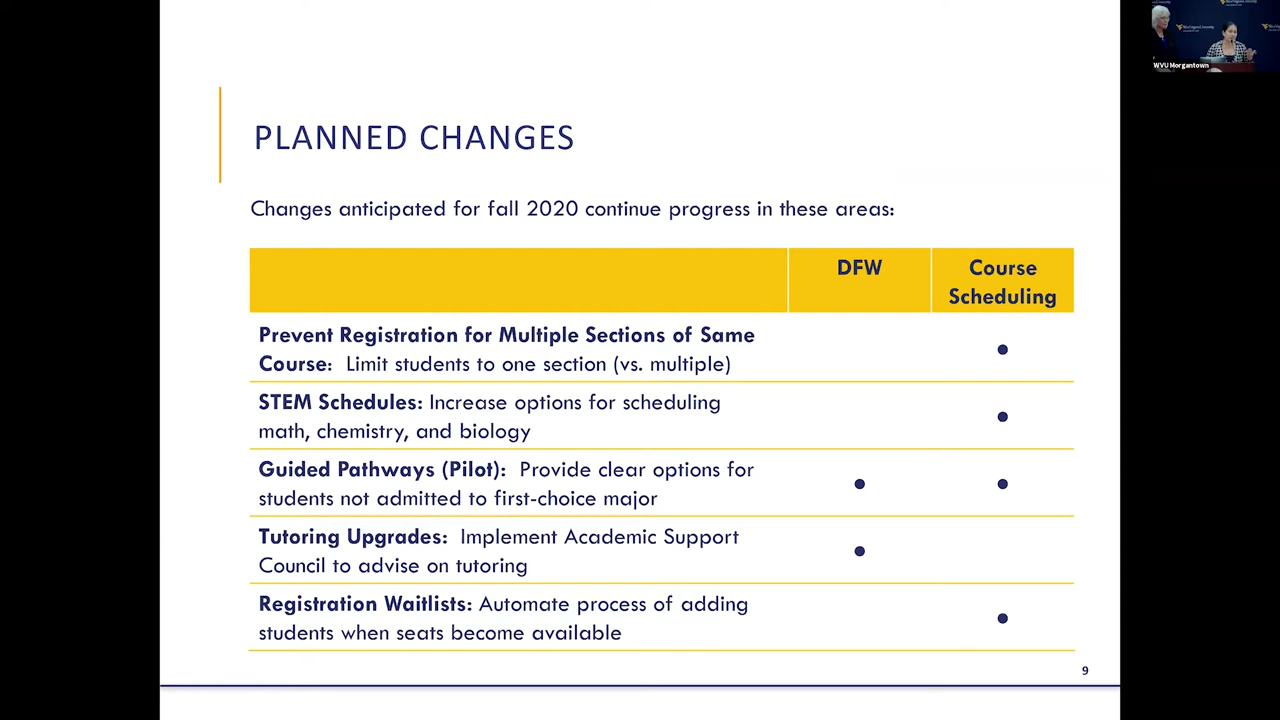 PLANNED CHANGES
Changes anticipated for fall 2020 continue progress in these areas:
DFW
Course
Scheduling
Prevent Registration for Multiple Sections of Same
Course: Limit students to one section (vs. multiple)
•
STEM Schedules: Increase options for scheduling
math, chemistry, and biology
•
Guided Pathways (Pilot): Provide clear options for
students not admitted to first-choice major
• •
Tutoring Upgrades: Implement Academic Support
Council to advise on tutoring
•
Registration Waitlists: Automate process of adding
students when seats become available
•
9
WVU Morgantown